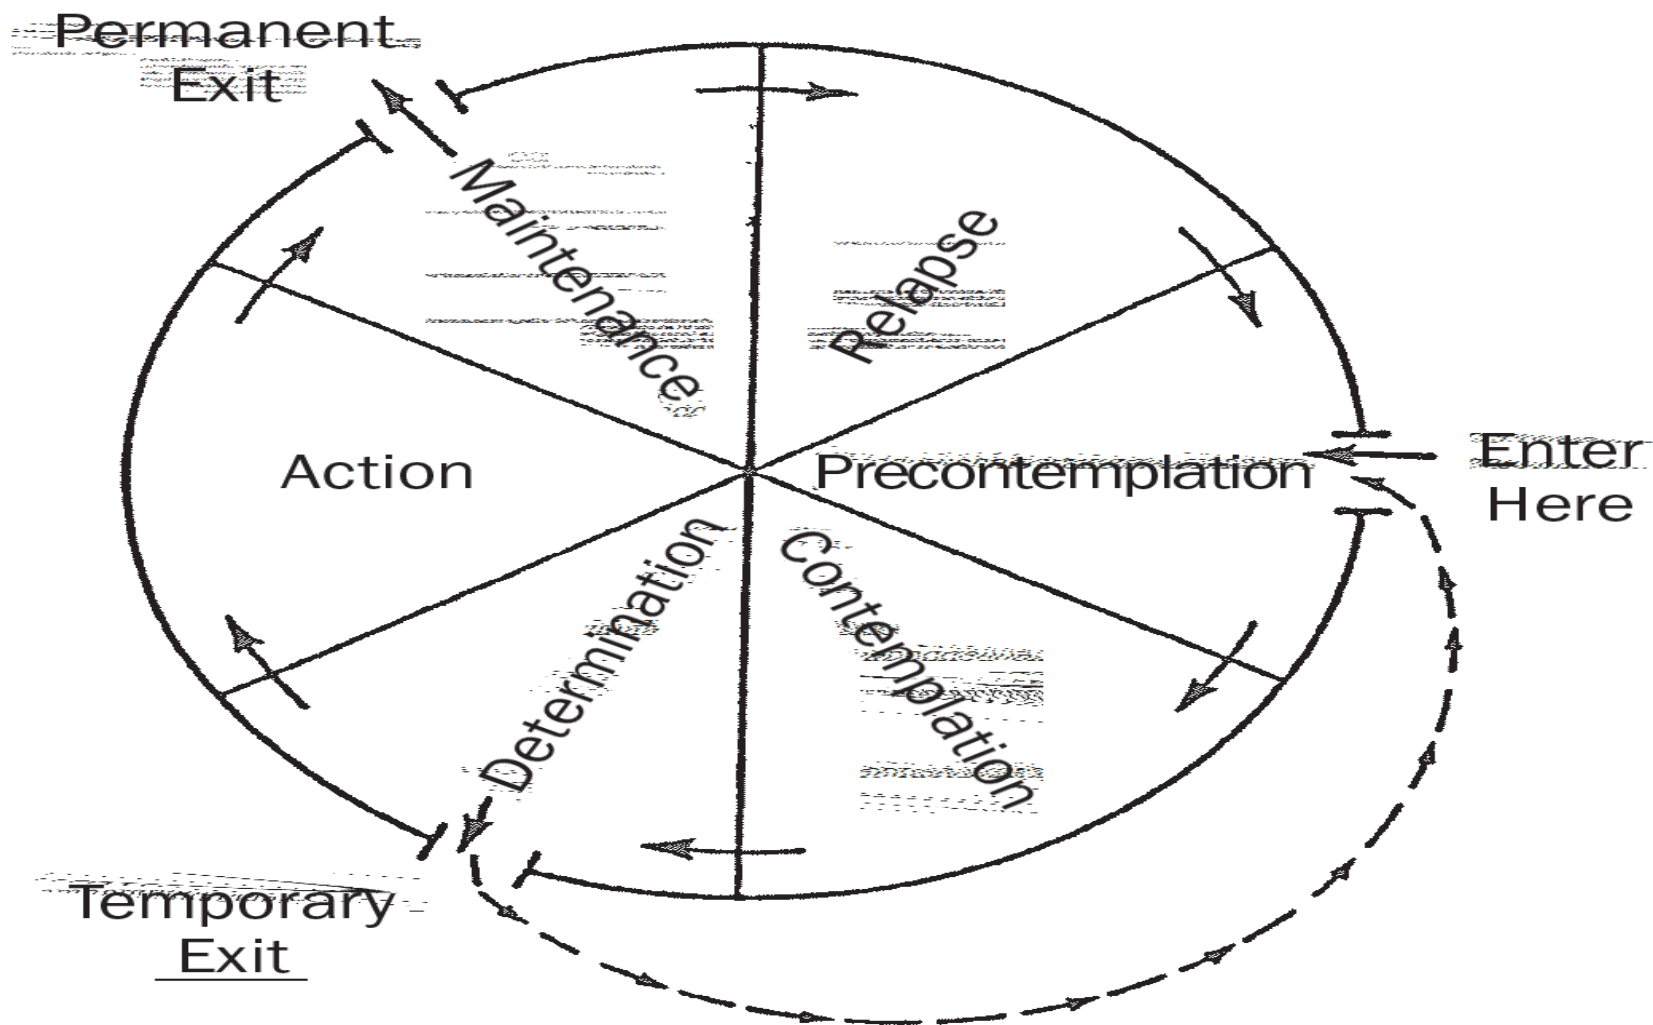 Permanent
Exit
Maintenance
Relapse
Action
Precontemplation
Enter
Here
Determination
Contemplation
Temporary
Exit